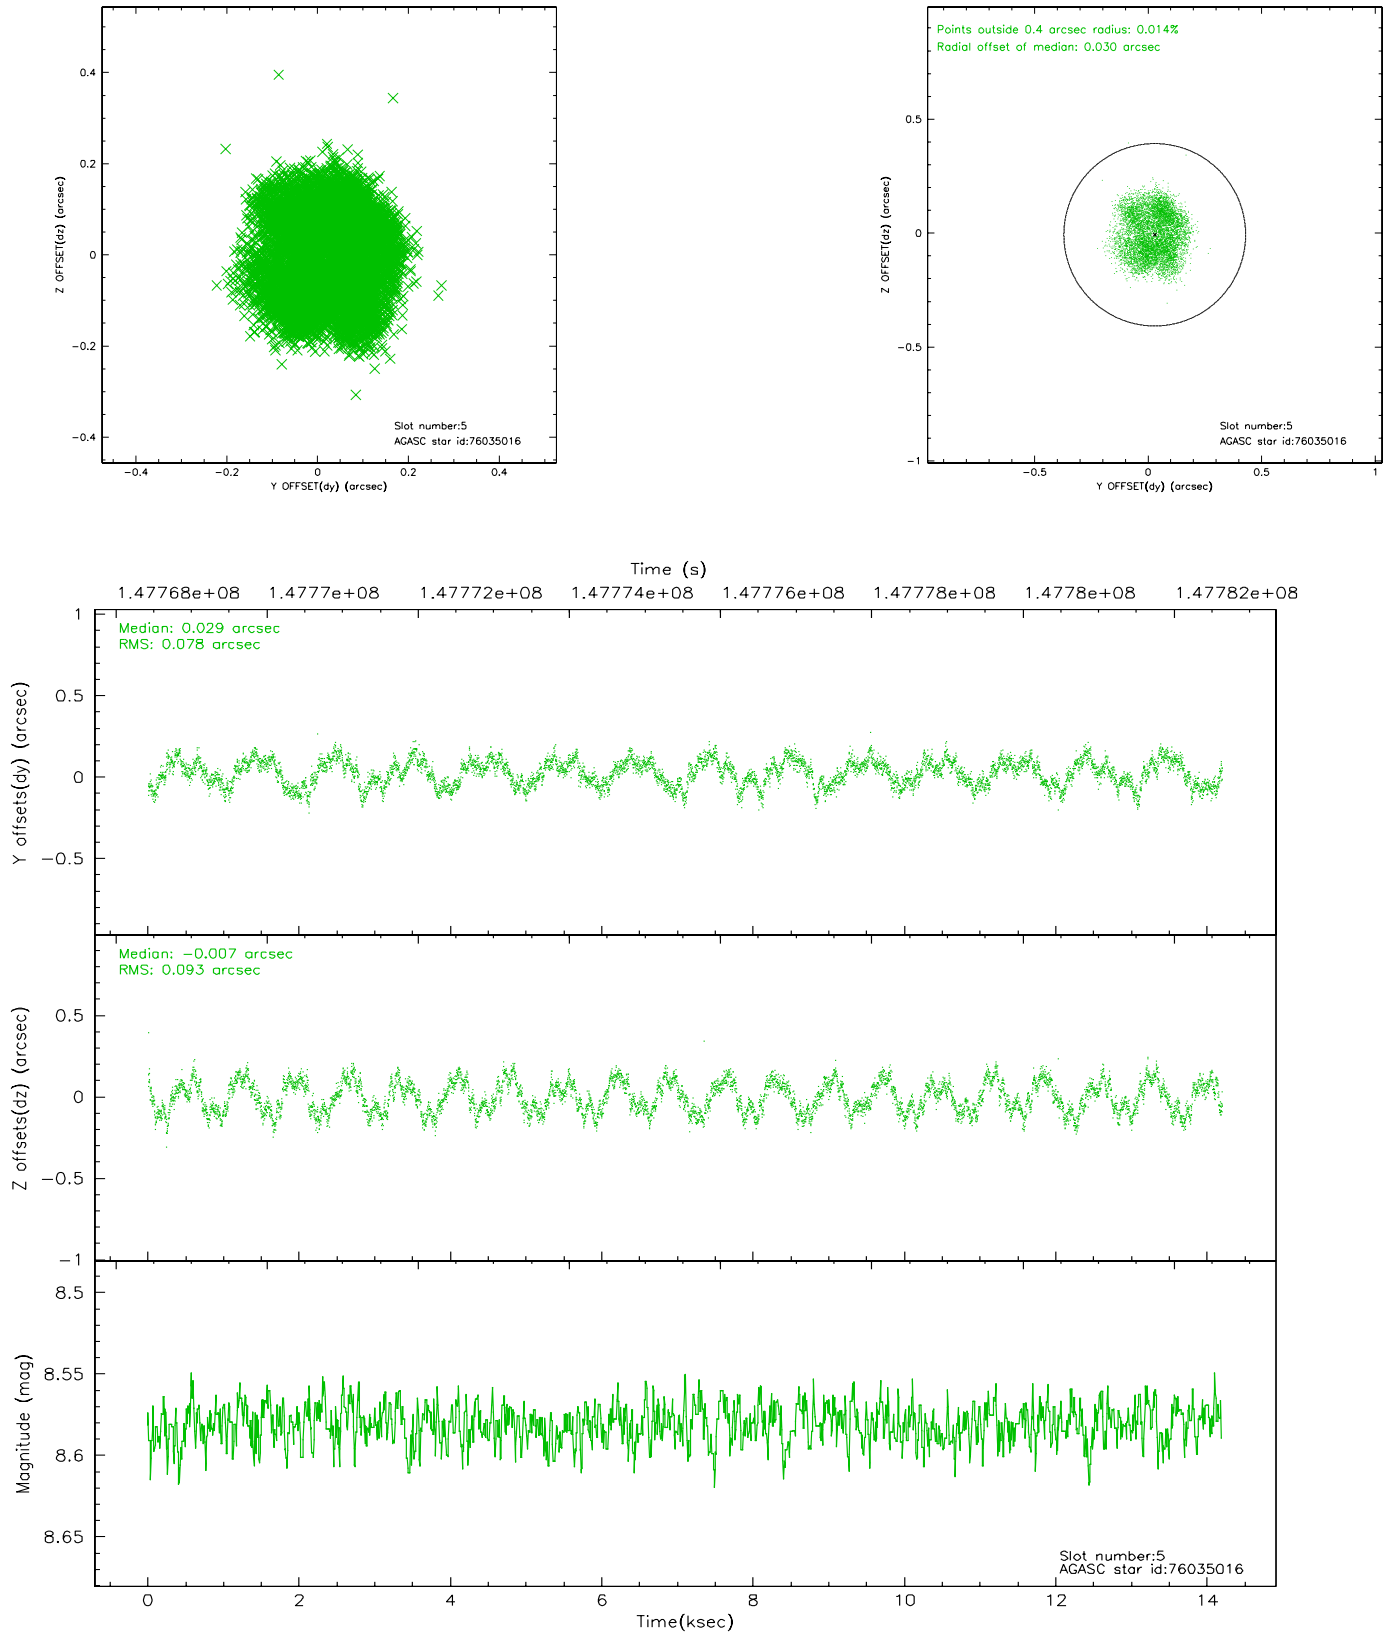 0.4
0.2
0
−0.2
−0.4
Z OFFSET(dz) (arcsec)
−0.4 −0.2 0 0.2 0.4
Y OFFSET(dy) (arcsec)
Slot number:5
AGASC star id:76035016
Points outside 0.4 arcsec radius: 0.014%
Radial offset of median: 0.030 arcsec
0.5
0
−0.5
−1
Z OFFSET(dz) (arcsec)
−0.5 0 0.5 1
Y OFFSET(dy) (arcsec)
Slot number:5
AGASC star id:76035016
Time (s)
1.47768e+08 1.4777e+08 1.47772e+08 1.47774e+08 1.47776e+08 1.47778e+08 1.4778e+08 1.47782e+08
Median: 0.029 arcsec
RMS: 0.078 arcsec
1
0.5
0
−0.5
Y offsets(dy) (arcsec)
Median: −0.007 arcsec
RMS: 0.093 arcsec
0.5
0
−0.5
−1
Z offsets(dz) (arcsec)
8.5
8.55
8.6
8.65
Magnitude (mag)
Slot number:5
AGASC star id:76035016
0 2 4 6 8 10 12 14
Time(ksec)